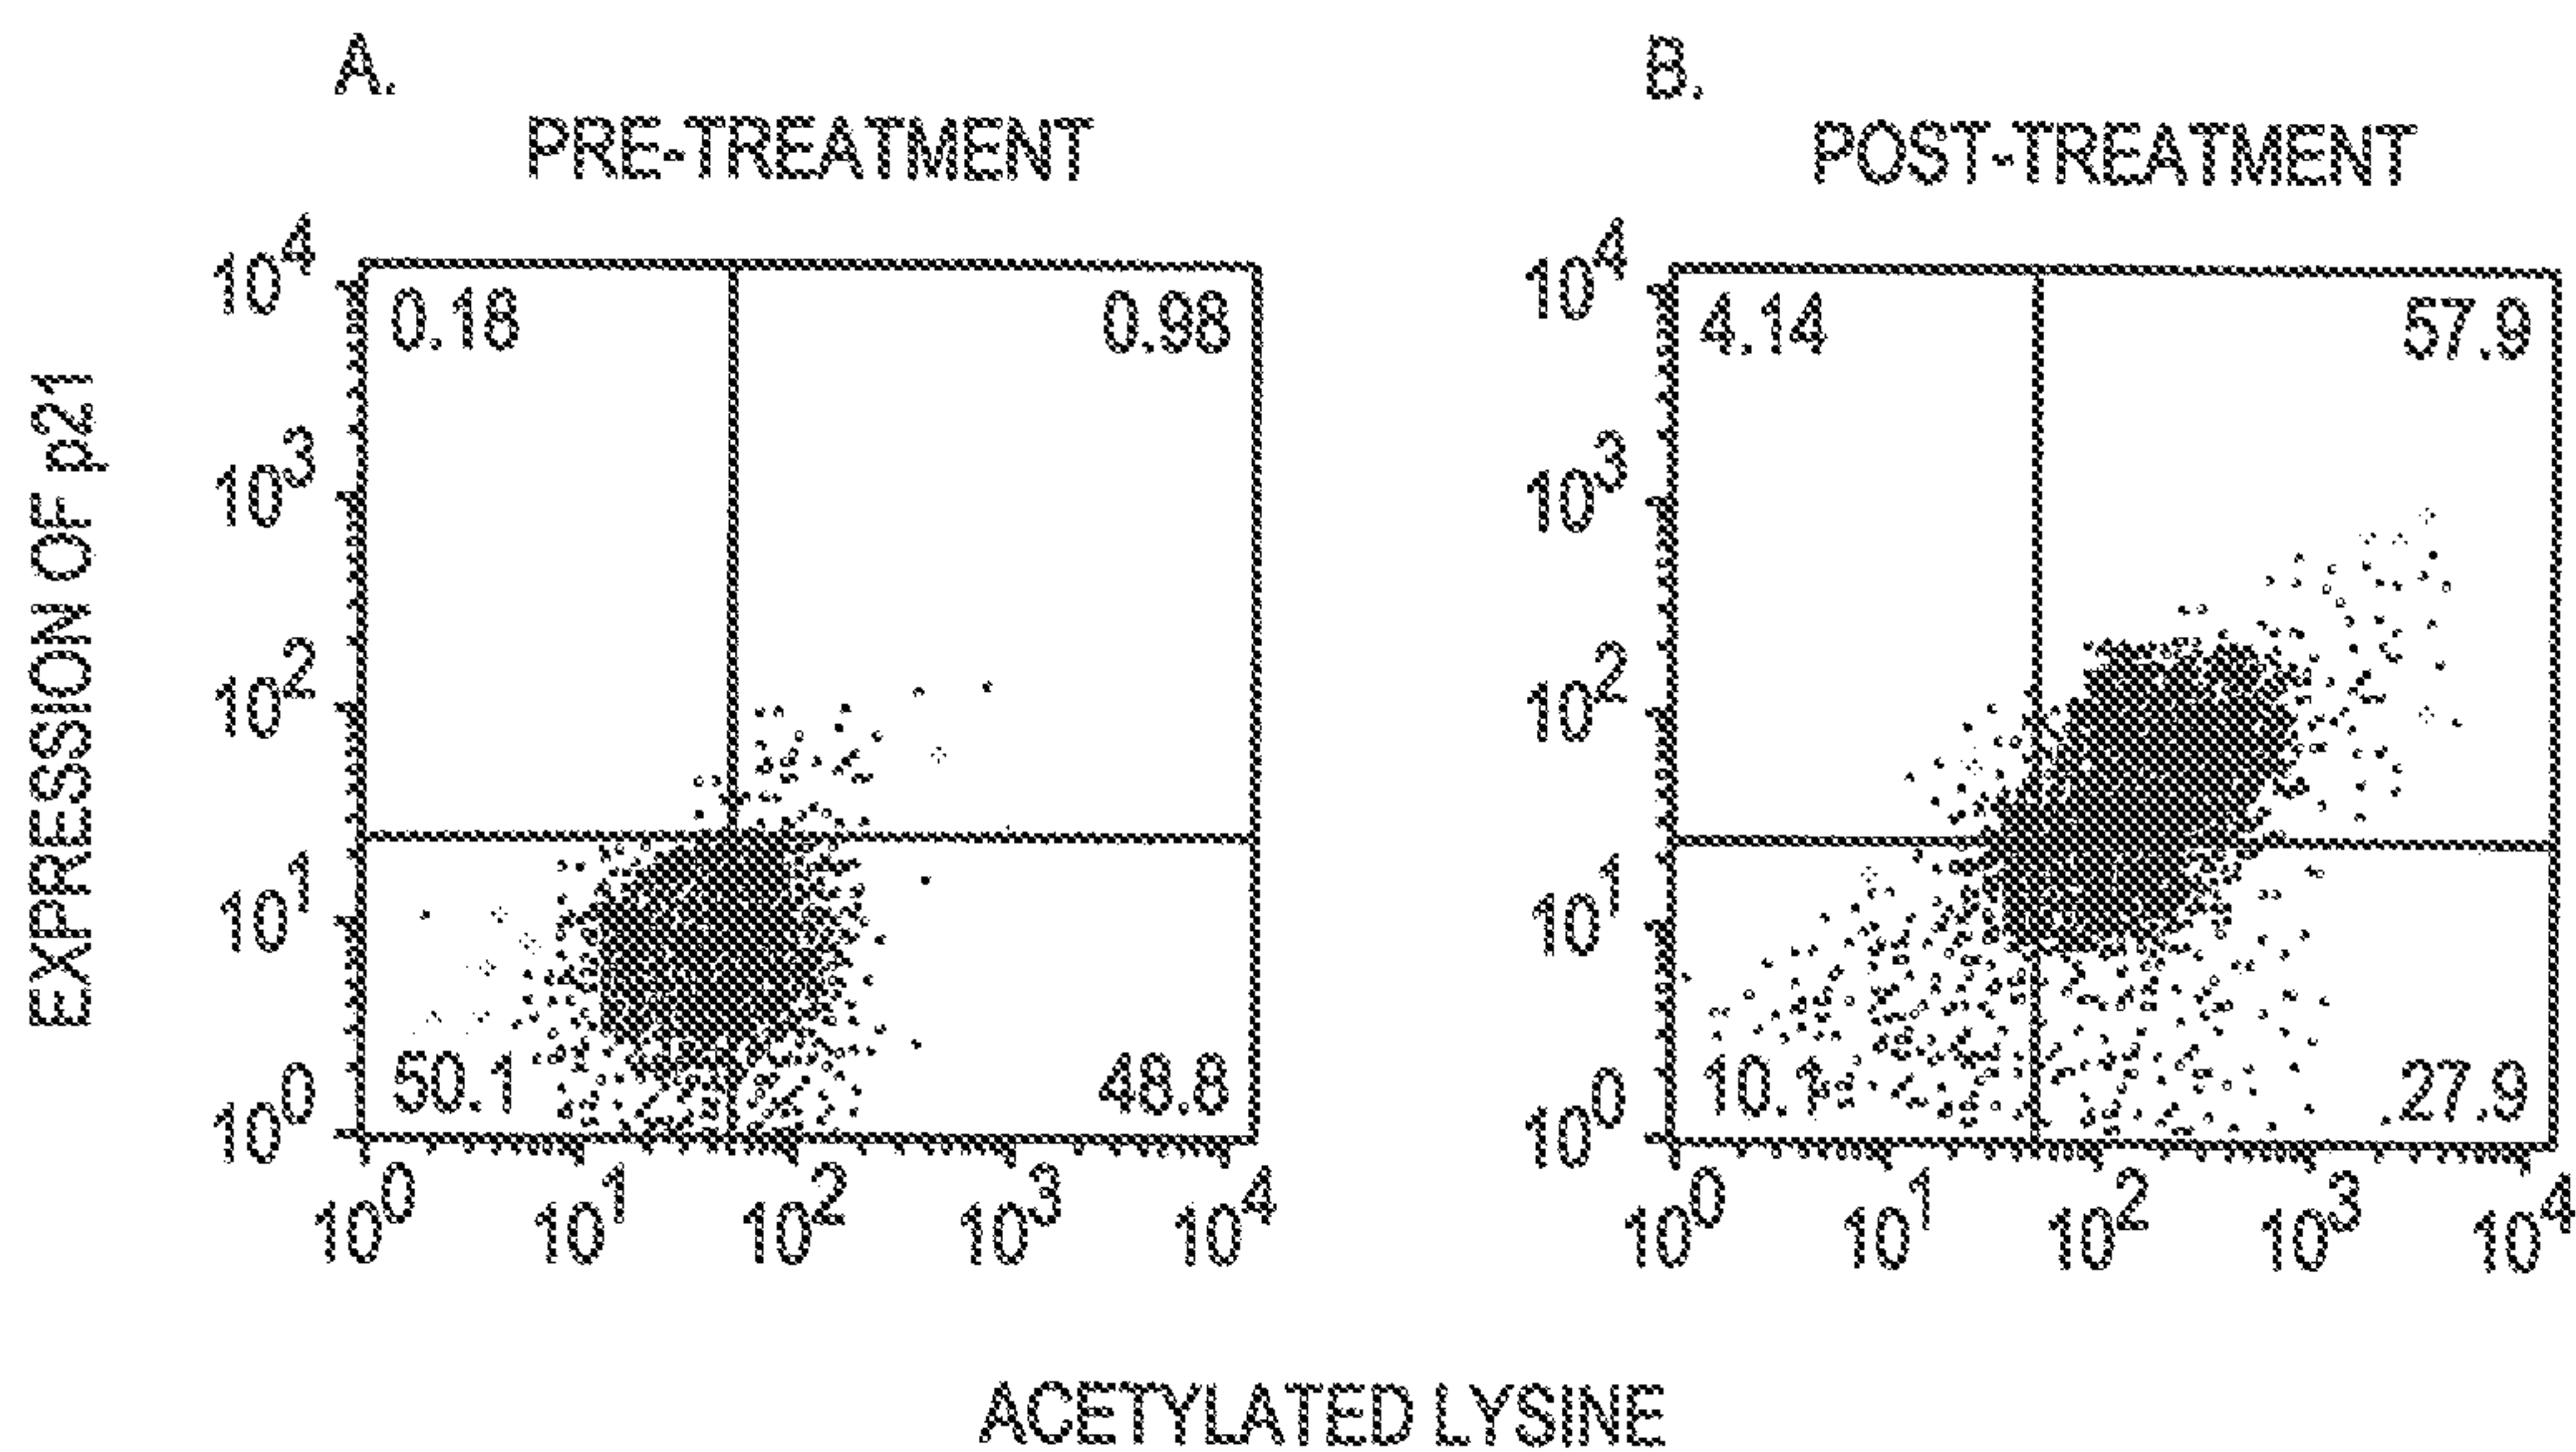 A.
PRE-TREATMENT
EXPRESSION OF p21
10^4
10^3
10^2
10^1
10^0
0.18
0.98
50.1
48.8
10^0 10^1 10^2 10^3 10^4
B.
POST-TREATMENT
10^4
10^3
10^2
10^1
10^0
4.14
57.9
10.1
27.9
10^0 10^1 10^2 10^3 10^4
ACETYLATED LYSINE